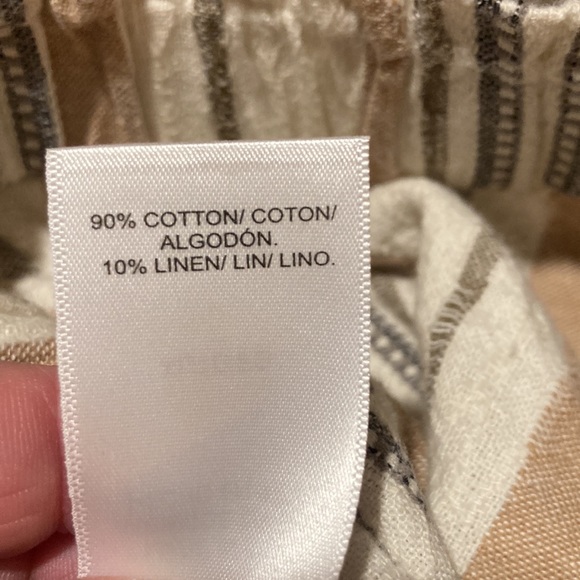 90% COTTON/ COTON/
ALGODÓN.
10% LINEN/ LIN/ LINO.